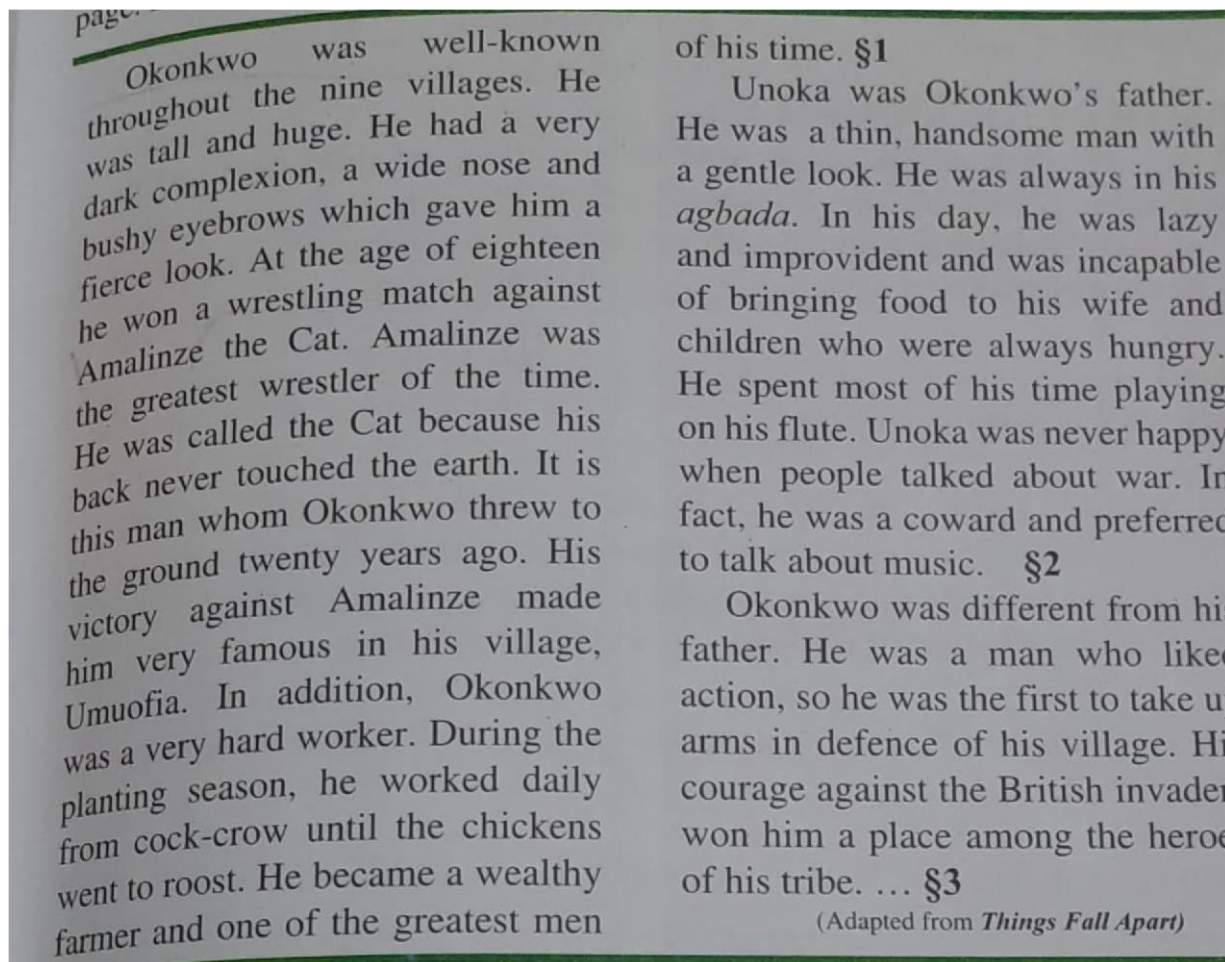 page.
Okonkwo was well-known
throughout the nine villages. He
was tall and huge. He had a very
dark complexion, a wide nose and
bushy eyebrows which gave him a
fierce look. At the age of eighteen
he won a wrestling match against
Amalinze the Cat. Amalinze was
the greatest wrestler of the time.
He was called the Cat because his
back never touched the earth. It is
this man whom Okonkwo threw to
the ground twenty years ago. His
victory against Amalinze made
him very famous in his village,
Umuofia. In addition, Okonkwo
was a very hard worker. During the
planting season, he worked daily
from cock-crow until the chickens
went to roost. He became a wealthy
farmer and one of the greatest men
of his time. §1
Unoka was Okonkwo's father.
He was a thin, handsome man with
a gentle look. He was always in his
agbada. In his day, he was lazy
and improvident and was incapable
of bringing food to his wife and
children who were always hungry.
He spent most of his time playing
on his flute. Unoka was never happy
when people talked about war. In
fact, he was a coward and preferred
to talk about music. §2
Okonkwo was different from hi
father. He was a man who liked
action, so he was the first to take u
arms in defence of his village. Hi
courage against the British invader
won him a place among the heroe
of his tribe. ... §3
(Adapted from Things Fall Apart)